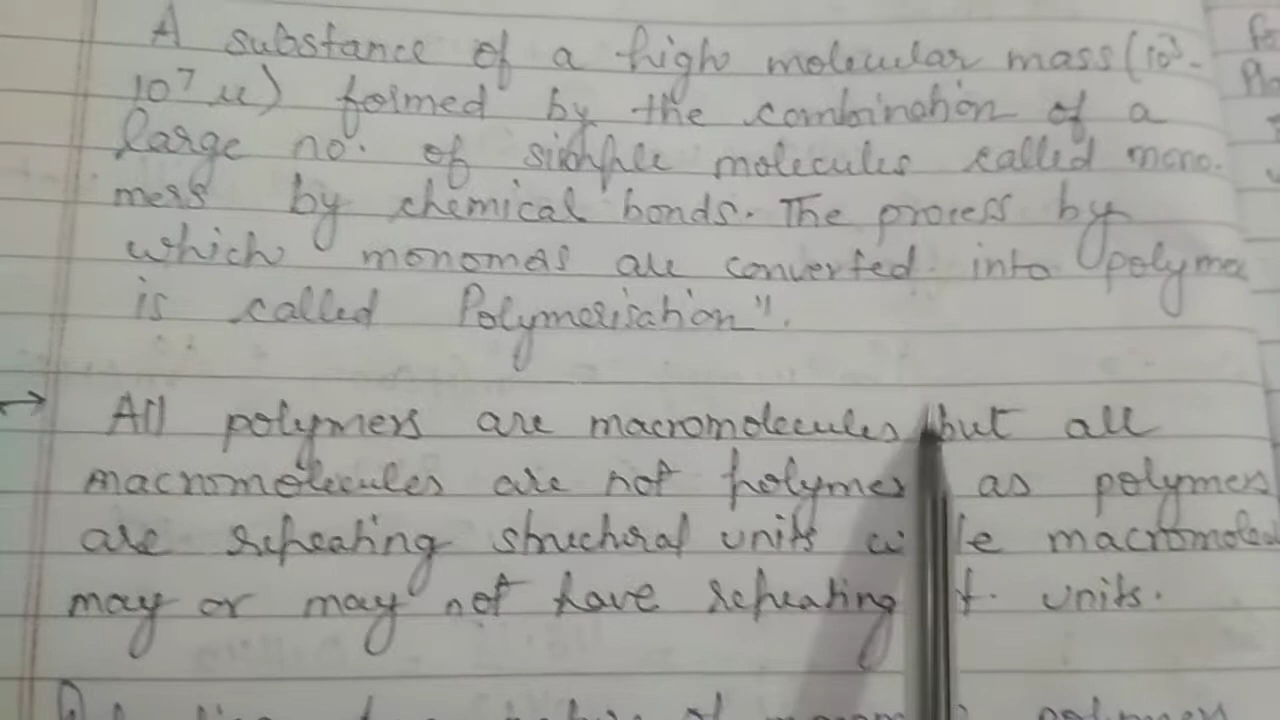 A substance of a high molecular mass (10³-
10⁷ u) formed by the combination of a
large no. of simple molecules called mono-
mers by chemical bonds. The process by
which monomers are converted into polymer
is called Polymerisation".
→ All polymers are macromolecules but all
macromolecules are not polymer as polymers
are repeating structural units macromolecul
may or may not have repeating units.